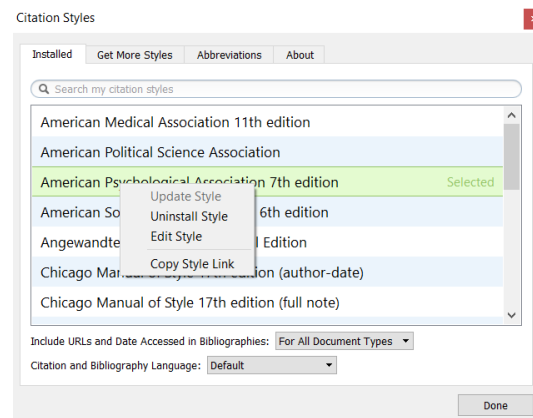 Citation Styles
Installed Get More Styles Abbreviations About
Search my citation styles
American Medical Association 11th edition
American Political Science Association
American Psychological Association 7th edition Selected
Update Style
American So 6th edition
Uninstall Style
Edit Style
Angewandte l Edition
Copy Style Link
Chicago Manual of Style 17th edition (author-date)
Chicago Manual of Style 17th edition (full note)
Include URLs and Date Accessed in Bibliographies: For All Document Types
Citation and Bibliography Language: Default
Done